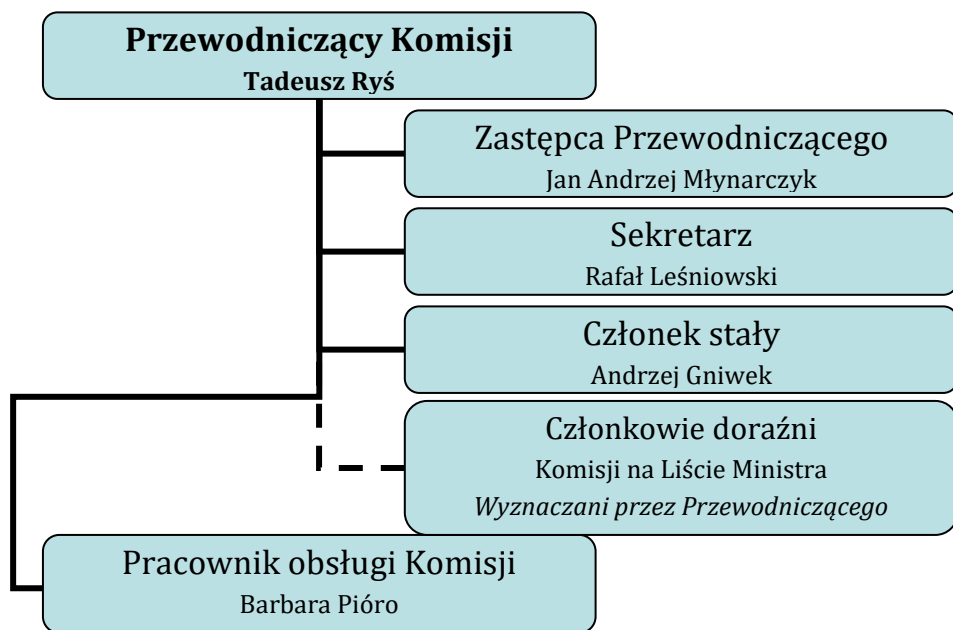 Przewodniczący Komisji
Tadeusz Ryś
Zastępca Przewodniczącego
Jan Andrzej Młynarczyk
Sekretarz
Rafał Leśniowski
Członek stały
Andrzej Gniwek
Członkowie doraźni
Komisji na Liście Ministra
Wyznaczani przez Przewodniczącego
Pracownik obsługi Komisji
Barbara Pióro